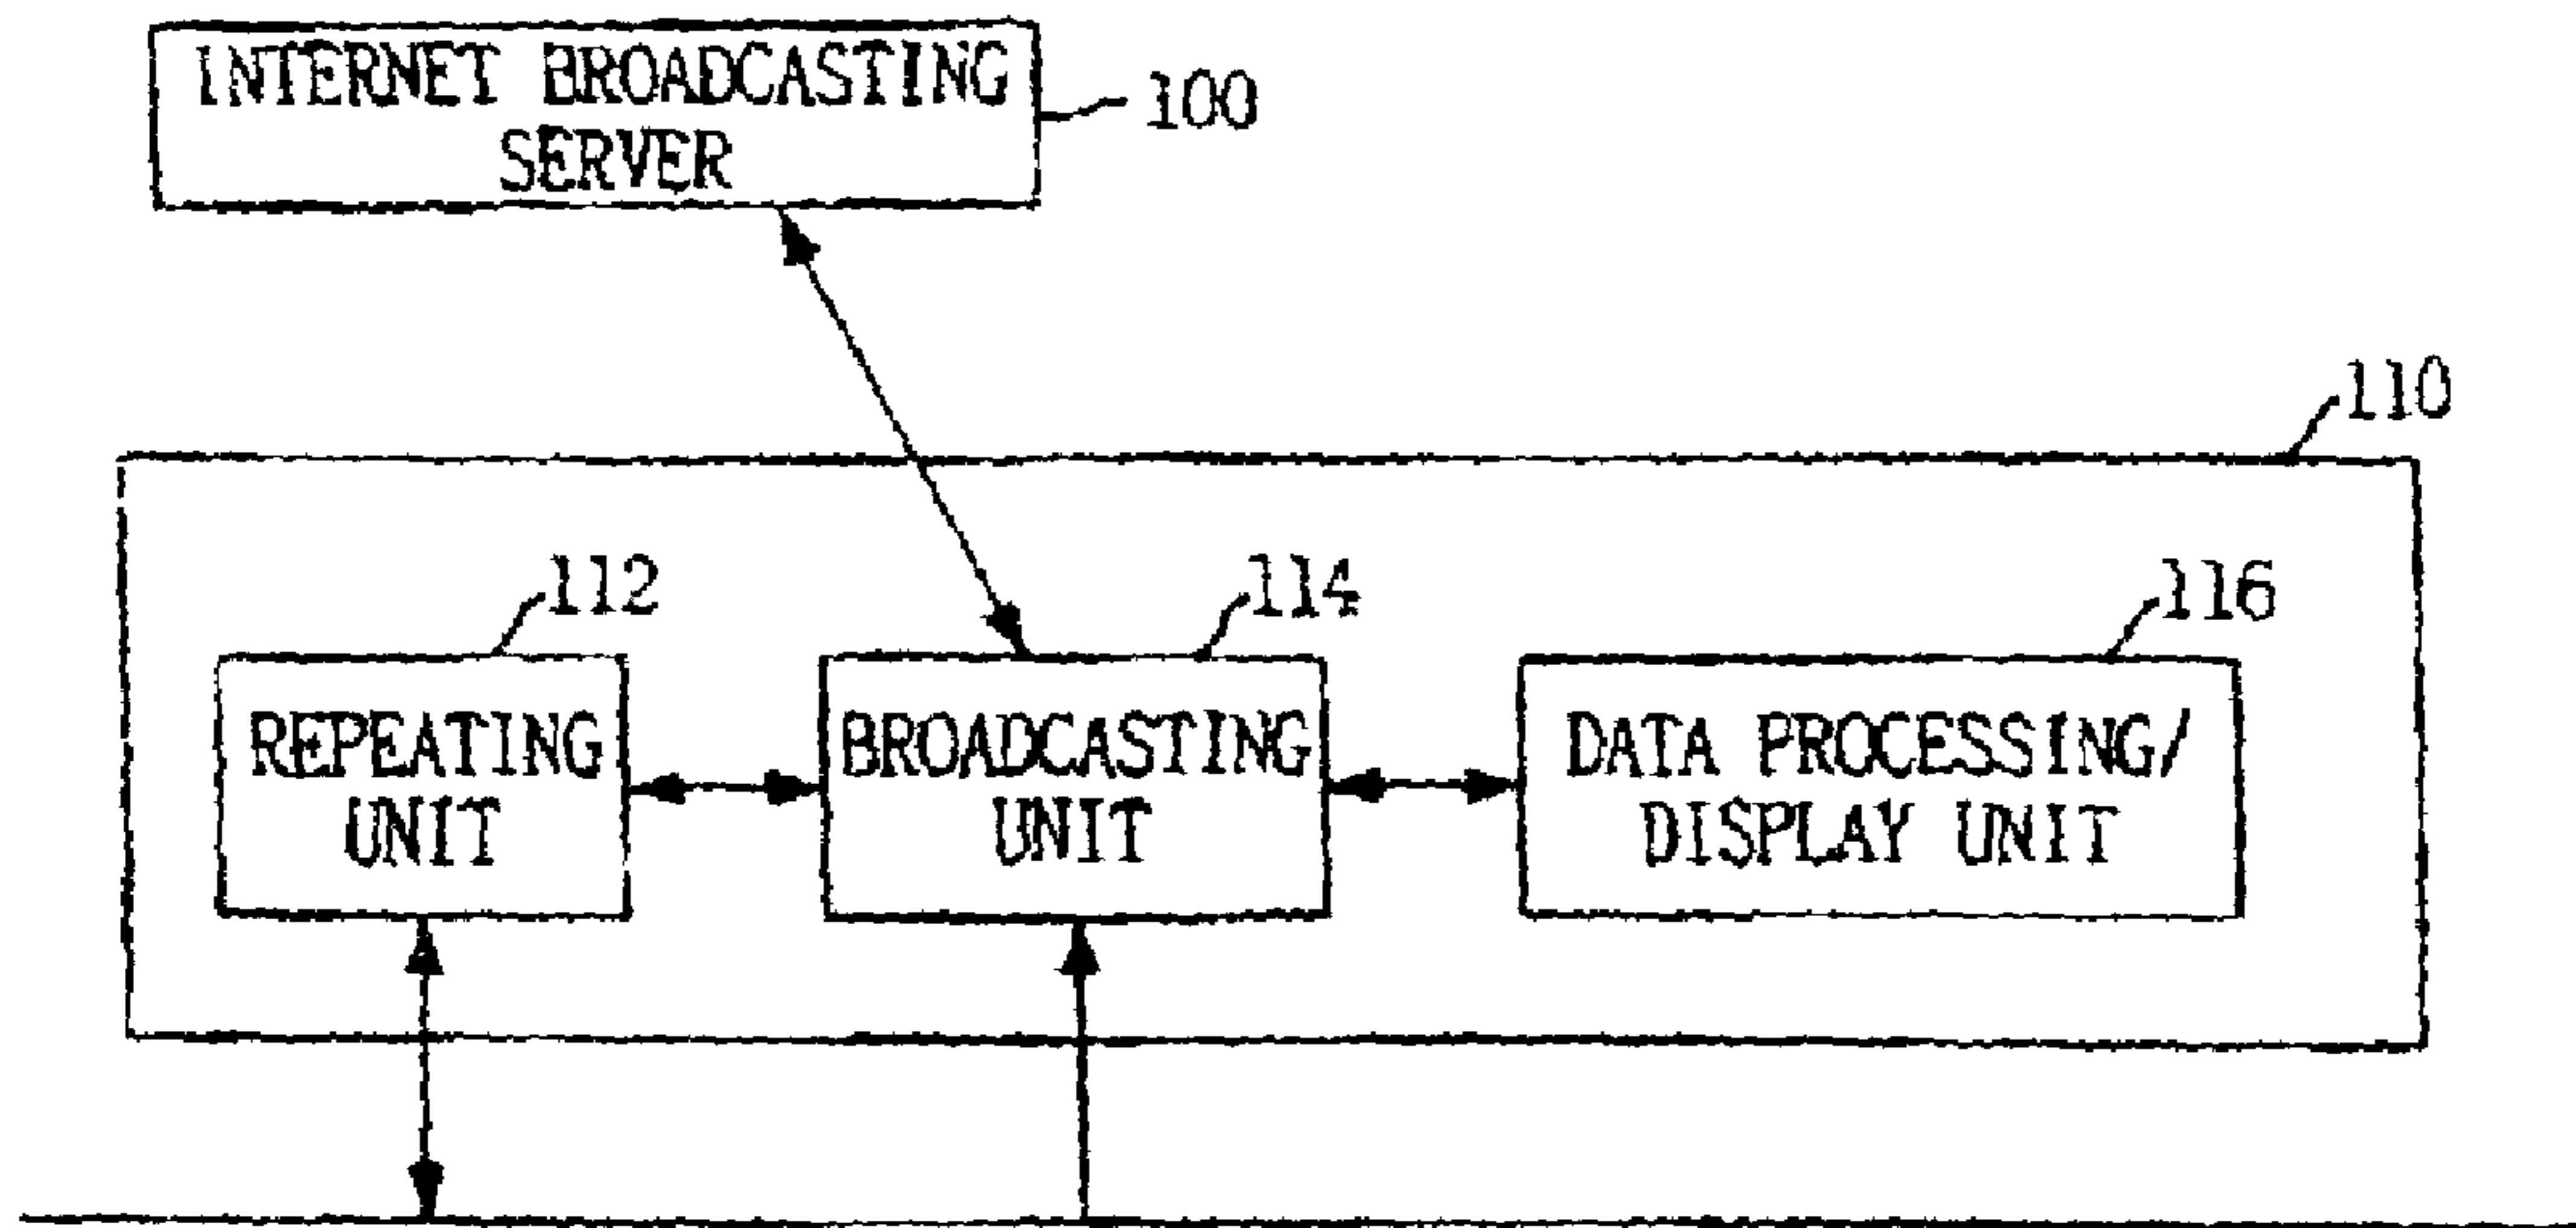 INTERNET BROADCASTING
SERVER
100
110
112
114
116
REPEATING
UNIT
BROADCASTING
UNIT
DATA PROCESSING/
DISPLAY UNIT